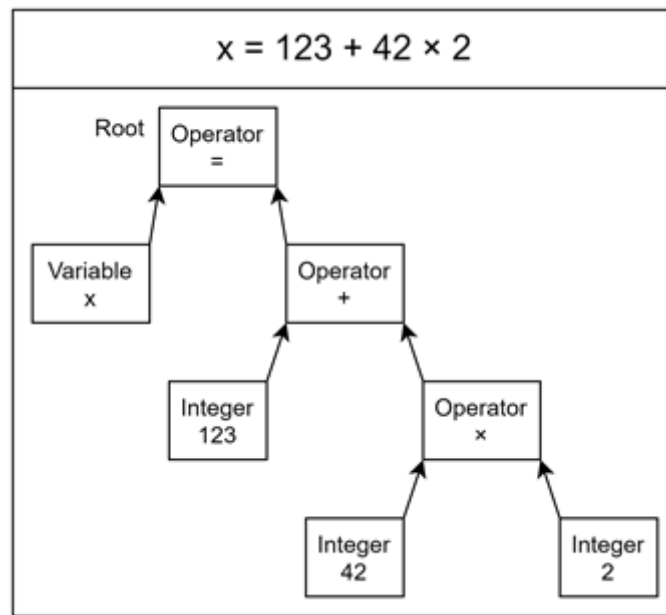 x = 123 + 42 × 2
Root
Operator
=
Variable
x
Operator
+
Integer
123
Operator
×
Integer
42
Integer
2